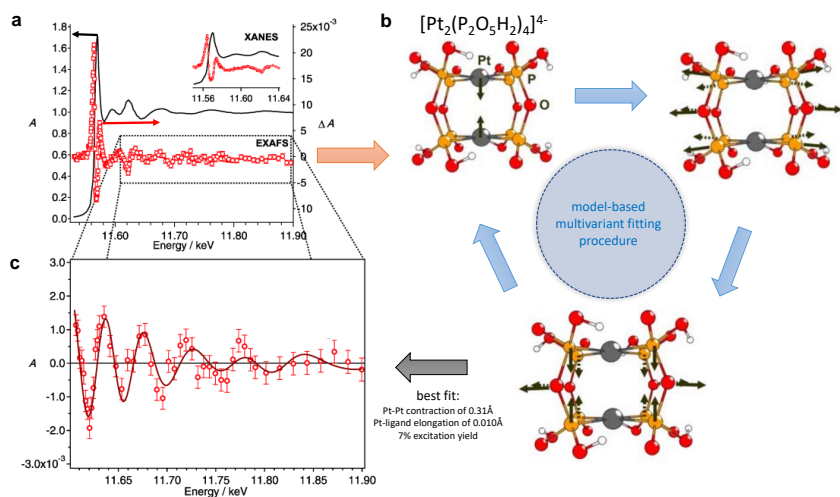 a
XANES
11.56
11.60
11.64
A
1.8
1.6
1.4
1.2
1.0
0.8
0.6
0.4
0.2
0.0
25x10⁻³
20
15
10
5
0
-5
-10
Δ A
EXAFS
11.60
11.70
11.80
11.90
Energy / keV
b
[Pt₂(P₂O₅H₂)₄]⁴⁻
Pt
P
O
model-based
multivariant fitting
procedure
c
A
3.0
2.0
1.0
0.0
-1.0
-3.0x10⁻³
11.65
11.70
11.75
11.80
11.85
11.90
Energy / keV
best fit:
Pt-Pt contraction of 0.31Å
Pt-ligand elongation of 0.010Å
7% excitation yield